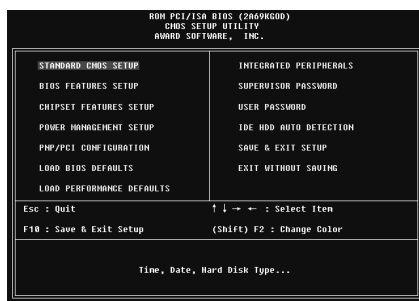 ROM PCI/ISA BIOS (2A69KGOD)
CMOS SETUP UTILITY
AWARD SOFTWARE, INC.
STANDARD CMOS SETUP
BIOS FEATURES SETUP
CHIPSET FEATURES SETUP
POWER MANAGEMENT SETUP
PNP/PCI CONFIGURATION
LOAD BIOS DEFAULTS
LOAD PERFORMANCE DEFAULTS
INTEGRATED PERIPHERALS
SUPERVISOR PASSWORD
USER PASSWORD
IDE HDD AUTO DETECTION
SAVE & EXIT SETUP
EXIT WITHOUT SAVING
Esc : Quit
F10 : Save & Exit Setup
↑ ↓ → ← : Select Item
(Shift) F2 : Change Color
Time, Date, Hard Disk Type...